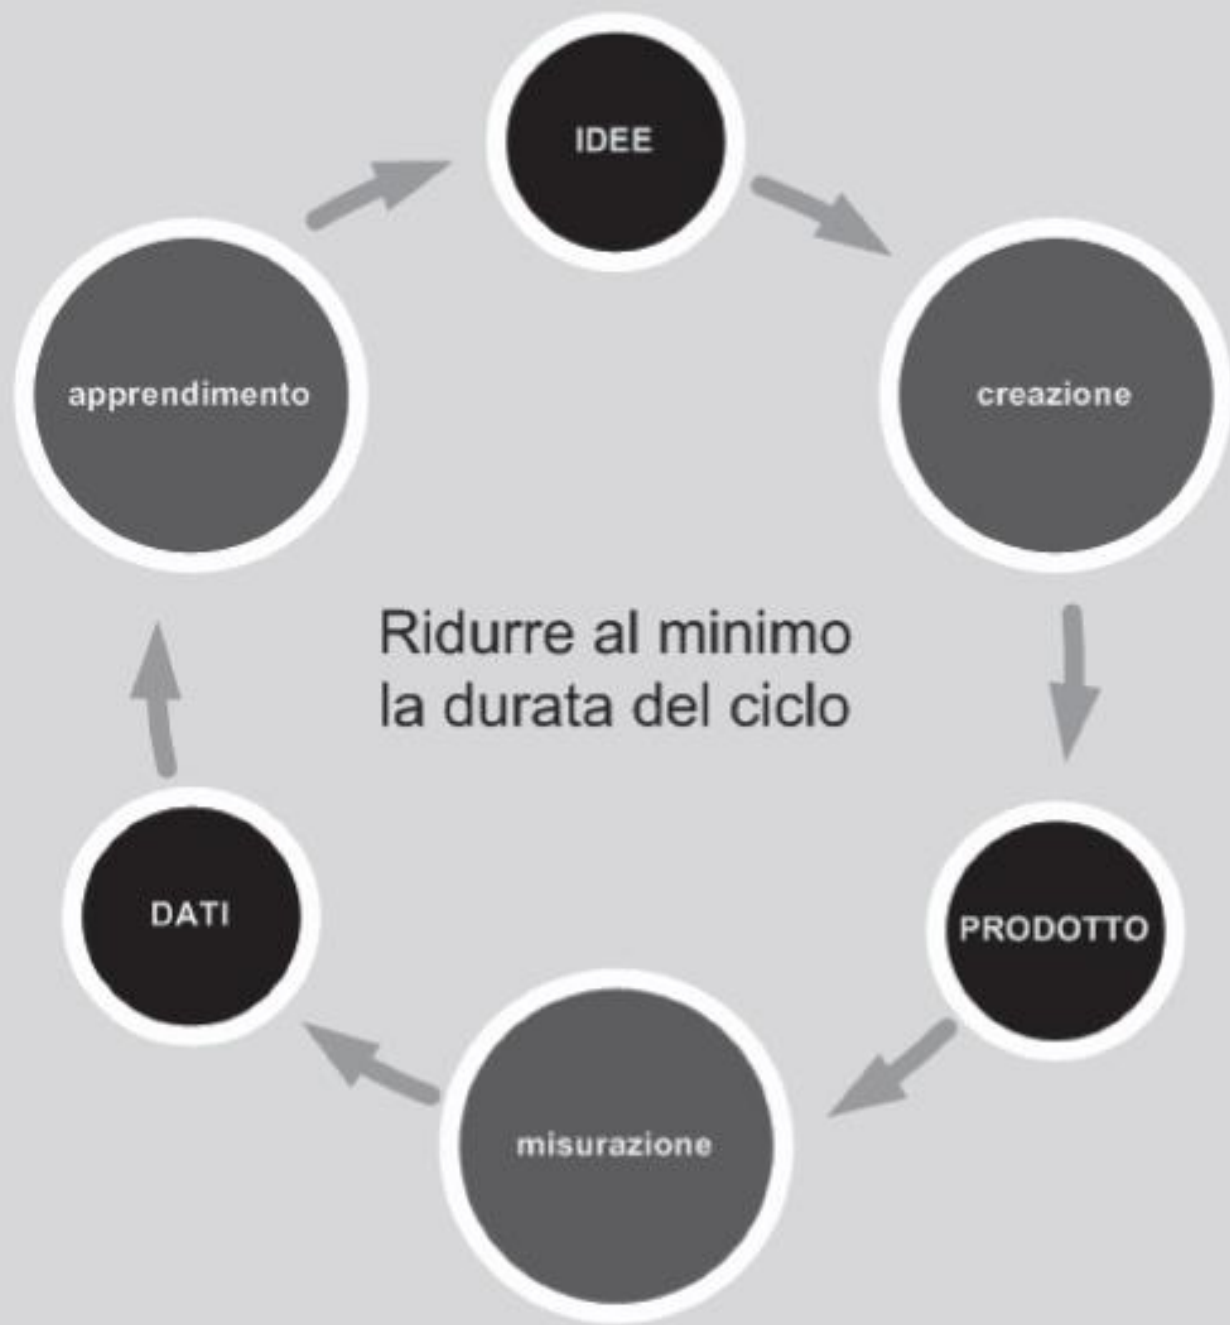 IDEE
creazione
PRODOTTO
misurazione
DATI
apprendimento
Ridurre al minimo
la durata del ciclo